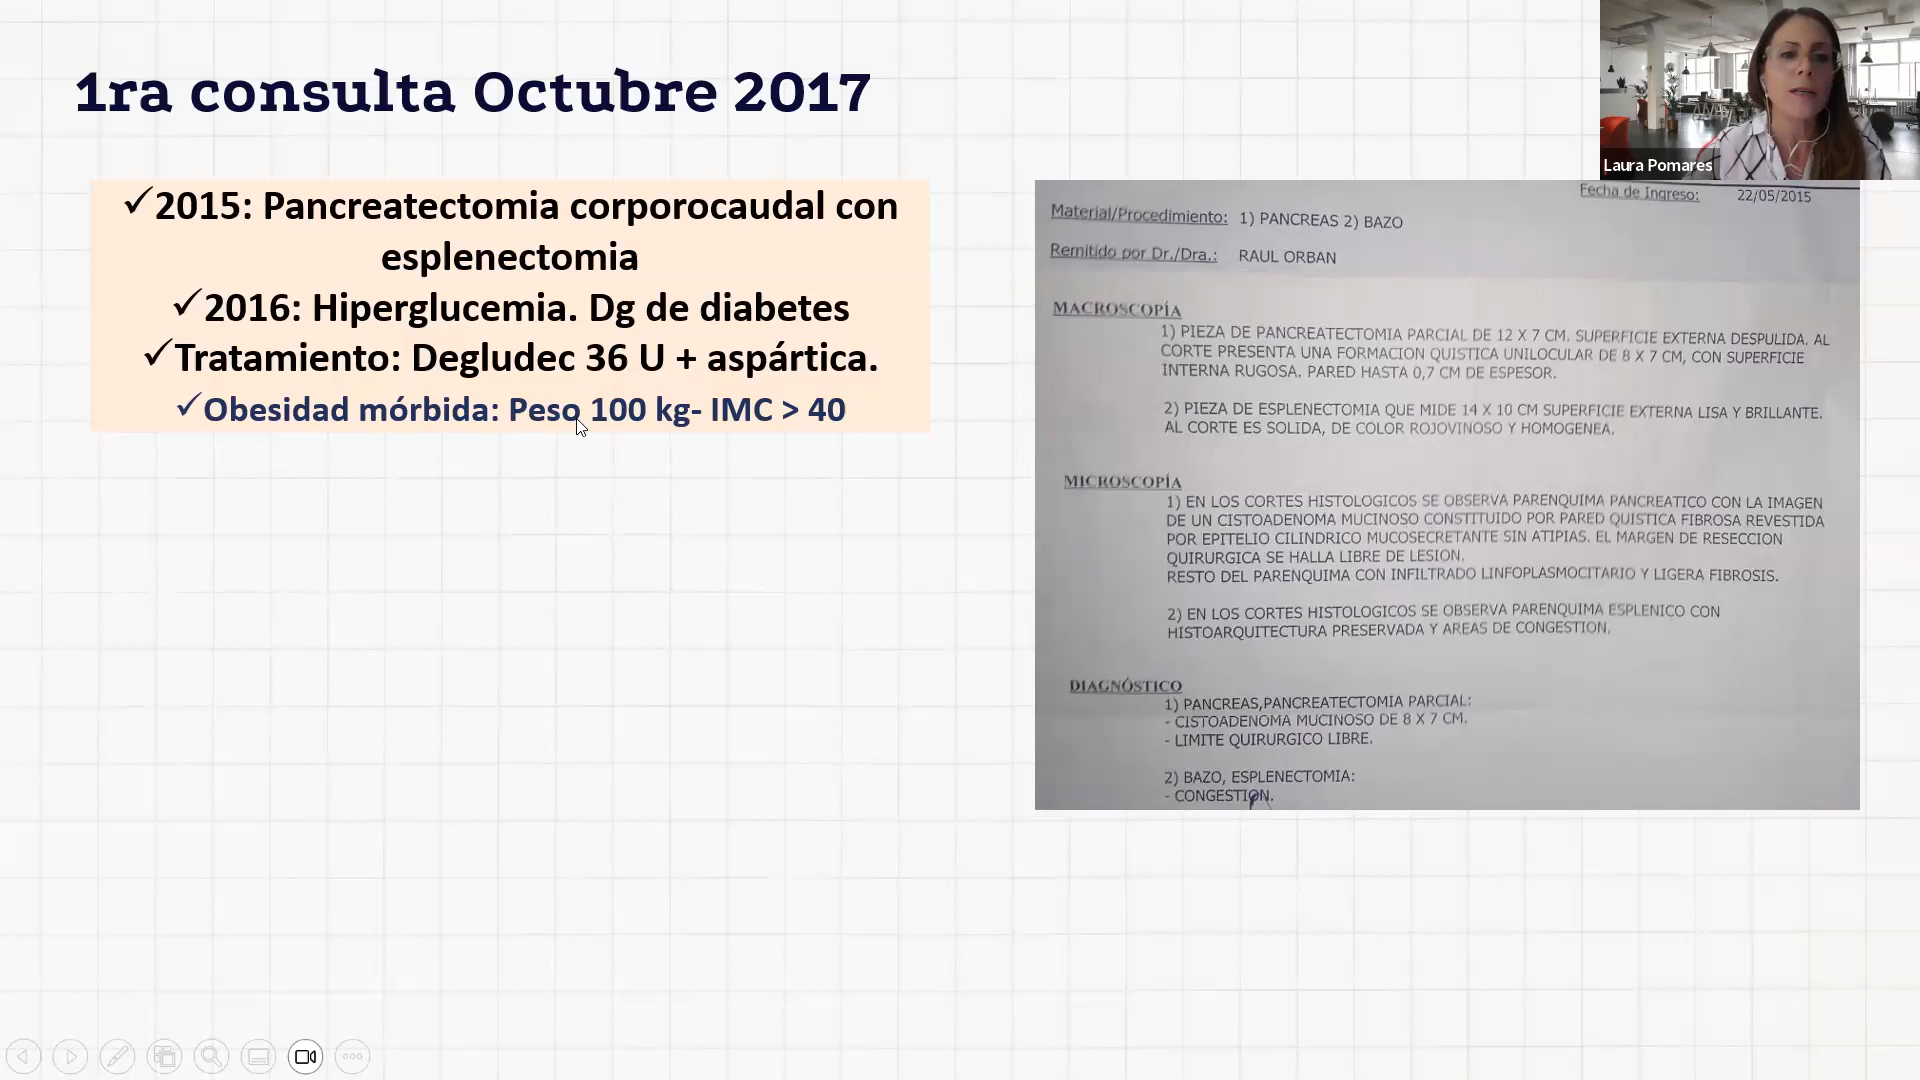 1ra consulta Octubre 2017
✓2015: Pancreatectomia corporocaudal con
esplenectomia
✓2016: Hiperglucemia. Dg de diabetes
✓Tratamiento: Degludec 36 U + aspártica.
✓Obesidad mórbida: Peso 100 kg- IMC > 40
Laura Pomares
Fecha de Ingreso: 22/05/2015
Material/Procedimiento: 1) PANCREAS 2) BAZO
Remitido por Dr./Dra.: RAUL ORBAN
MACROSCOPÍA
1) PIEZA DE PANCREATECTOMIA PARCIAL DE 12 X 7 CM. SUPERFICIE EXTERNA DESPULIDA. AL
CORTE PRESENTA UNA FORMACION QUISTICA UNILOCULAR DE 8 X 7 CM, CON SUPERFICIE
INTERNA RUGOSA. PARED HASTA 0,7 CM DE ESPESOR.
2) PIEZA DE ESPLENECTOMIA QUE MIDE 14 X 10 CM SUPERFICIE EXTERNA LISA Y BRILLANTE.
AL CORTE ES SOLIDA, DE COLOR ROJOVINOSO Y HOMOGENEA.
MICROSCOPÍA
1) EN LOS CORTES HISTOLOGICOS SE OBSERVA PARENQUIMA PANCREATICO CON LA IMAGEN
DE UN CISTOADENOMA MUCINOSO CONSTITUIDO POR PARED QUISTICA FIBROSA REVESTIDA
POR EPITELIO CILINDRICO MUCOSECRETANTE SIN ATIPIAS. EL MARGEN DE RESECCION
QUIRURGICA SE HALLA LIBRE DE LESION.
RESTO DEL PARENQUIMA CON INFILTRADO LINFOPLASMOCITARIO Y LIGERA FIBROSIS.
2) EN LOS CORTES HISTOLOGICOS SE OBSERVA PARENQUIMA ESPLENICO CON
HISTOARQUITECTURA PRESERVADA Y AREAS DE CONGESTION.
DIAGNÓSTICO
1) PANCREAS,PANCREATECTOMIA PARCIAL:
- CISTOADENOMA MUCINOSO DE 8 X 7 CM.
- LIMITE QUIRURGICO LIBRE.
2) BAZO, ESPLENECTOMIA:
- CONGESTION.